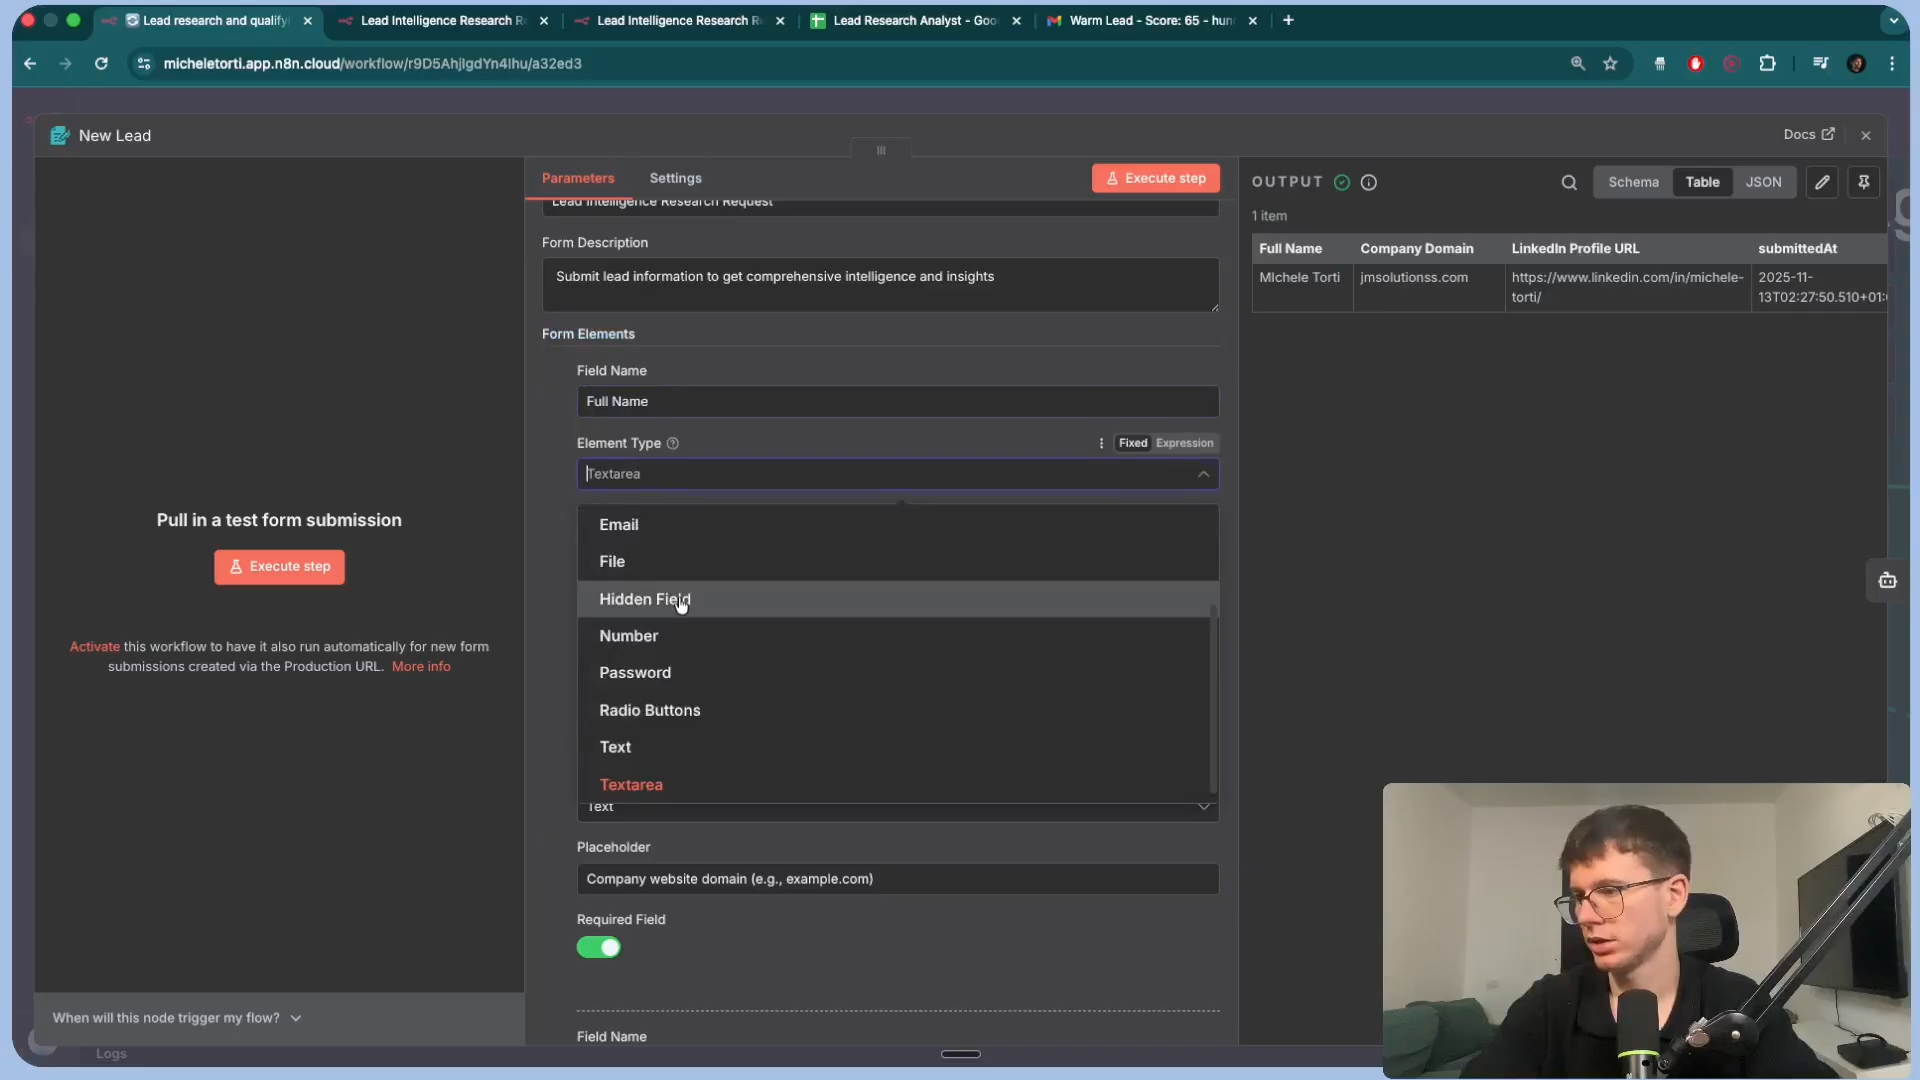 Lead research and qualifyi
Lead Intelligence Research R
Lead Intelligence Research R
Lead Research Analyst - Goo
Warm Lead - Score: 65 - hun
micheletorti.app.n8n.cloud/workflow/r9D5AhjlgdYn4lhu/a32ed3
New Lead
Docs
Parameters
Settings
Execute step
OUTPUT
Schema
Table
JSON
1 item
Full Name
Company Domain
LinkedIn Profile URL
submittedAt
MIchele Torti
jmsolutionss.com
https://www.linkedin.com/in/michele-
torti/
2025-11-
13T02:27:50.510+01:
Lead Intelligence Research Request
Form Description
Submit lead information to get comprehensive intelligence and insights
Form Elements
Field Name
Full Name
Element Type
Fixed
Expression
Textarea
Email
File
Hidden Field
Number
Password
Radio Buttons
Text
Textarea
Text
Placeholder
Company website domain (e.g., example.com)
Required Field
Field Name
Pull in a test form submission
Execute step
Activate this workflow to have it also run automatically for new form
submissions created via the Production URL. More info
When will this node trigger my flow?
Logs